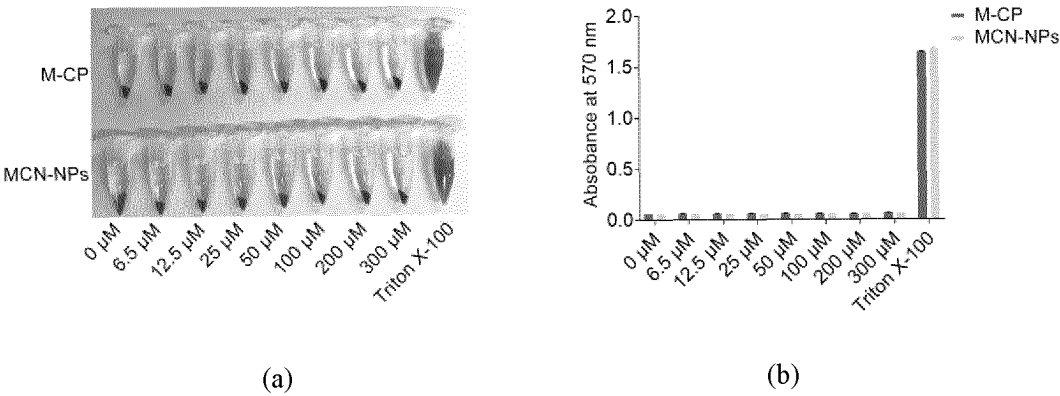 M-CP
MCN-NPs
0 µM
6.5 µM
12.5 µM
25 µM
50 µM
100 µM
200 µM
300 µM
Triton X-100
(a)
Absobance at 570 nm
2.0
1.5
1.0
0.5
0.0
M-CP
MCN-NPs
0 µM
6.5 µM
12.5 µM
25 µM
50 µM
100 µM
200 µM
300 µM
Triton X-100
(b)